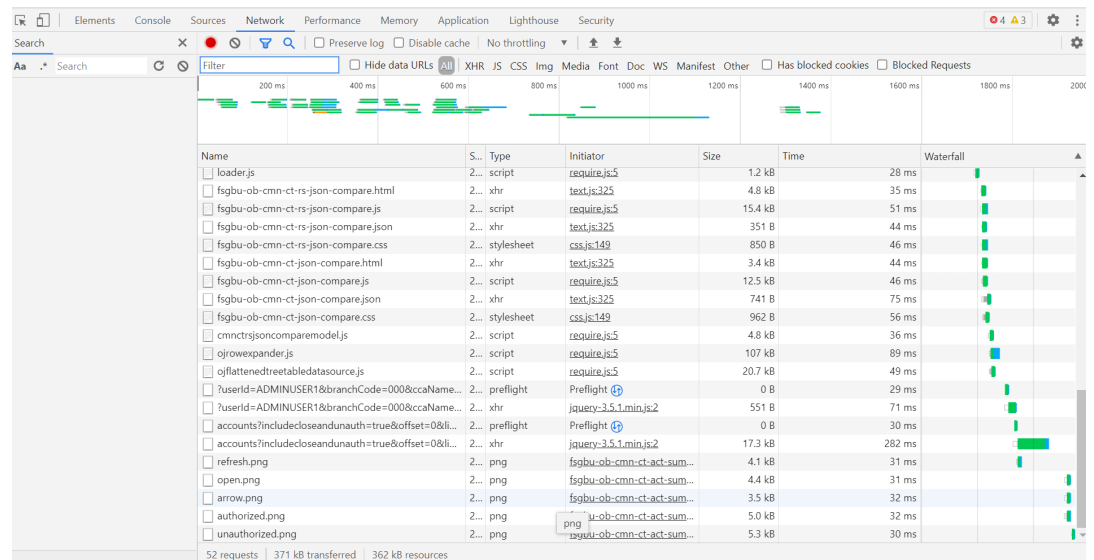 Elements Console Sources Network Performance Memory Application Lighthouse Security 4 3
Search Preserve log Disable cache No throttling
Aa .* Search Filter Hide data URLs All XHR JS CSS Img Media Font Doc WS Manifest Other Has blocked cookies Blocked Requests
200 ms 400 ms 600 ms 800 ms 1000 ms 1200 ms 1400 ms 1600 ms 1800 ms 2000
Name S... Type Initiator Size Time Waterfall
loader.js 2... script require.js:5 1.2 kB 28 ms
fsgbu-ob-cmn-ct-rs-json-compare.html 2... xhr text.js:325 4.8 kB 35 ms
fsgbu-ob-cmn-ct-rs-json-compare.js 2... script require.js:5 15.4 kB 51 ms
fsgbu-ob-cmn-ct-rs-json-compare.json 2... xhr text.js:325 351 B 44 ms
fsgbu-ob-cmn-ct-rs-json-compare.css 2... stylesheet css.js:149 850 B 46 ms
fsgbu-ob-cmn-ct-json-compare.html 2... xhr text.js:325 3.4 kB 44 ms
fsgbu-ob-cmn-ct-json-compare.js 2... script require.js:5 12.5 kB 46 ms
fsgbu-ob-cmn-ct-json-compare.json 2... xhr text.js:325 741 B 75 ms
fsgbu-ob-cmn-ct-json-compare.css 2... stylesheet css.js:149 962 B 56 ms
cmnctrsjsoncomparemodel.js 2... script require.js:5 4.8 kB 36 ms
ojrowexpander.js 2... script require.js:5 107 kB 89 ms
ojflattenedtreetabledatasource.js 2... script require.js:5 20.7 kB 49 ms
?userId=ADMINUSER1&branchCode=000&ccaName... 2... preflight Preflight 0 B 29 ms
?userId=ADMINUSER1&branchCode=000&ccaName... 2... xhr jquery-3.5.1.min.js:2 551 B 71 ms
accounts?includecloseandunauth=true&offset=0&li... 2... preflight Preflight 0 B 30 ms
accounts?includecloseandunauth=true&offset=0&li... 2... xhr jquery-3.5.1.min.js:2 17.3 kB 282 ms
refresh.png 2... png fsgbu-ob-cmn-ct-act-sum... 4.1 kB 31 ms
open.png 2... png fsgbu-ob-cmn-ct-act-sum... 4.4 kB 31 ms
arrow.png 2... png fsgbu-ob-cmn-ct-act-sum... 3.5 kB 32 ms
authorized.png 2... png u-ob-cmn-ct-act-sum... 5.0 kB 32 ms
png
unauthorized.png 2... png fsgbu-ob-cmn-ct-act-sum... 5.3 kB 30 ms
52 requests 371 kB transferred 362 kB resources